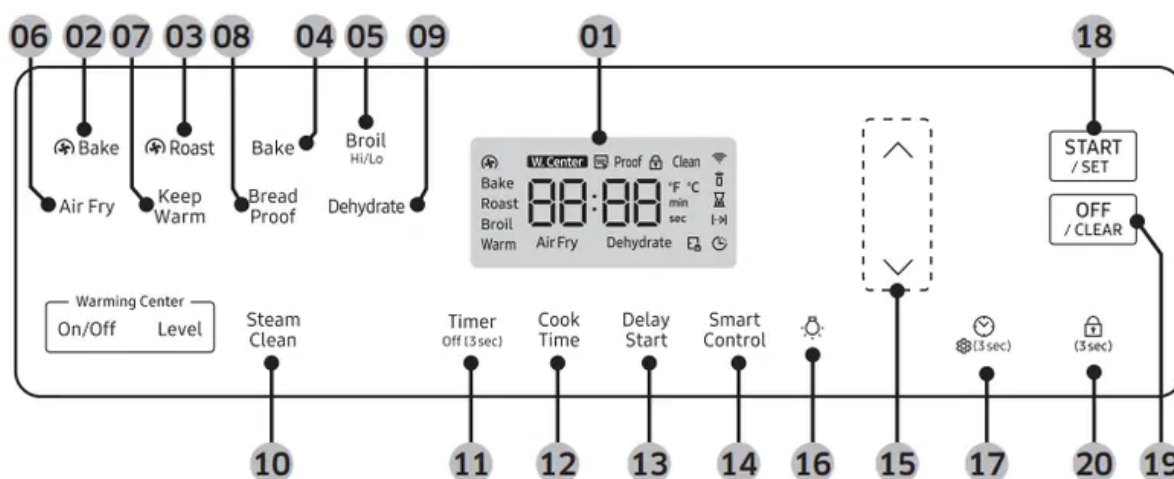 06 02 07 03 08 04 05 09 01 18
Bake
Roast
Bake
Broil
Hi/Lo
Air Fry
Keep
Warm
Bread
Proof
Dehydrate
W. Center Proof Clean
Bake
Roast
Broil
Warm
88:88
°F °C
min
sec
Air Fry Dehydrate
START
/ SET
OFF
/ CLEAR
Warming Center
On/Off Level
Steam
Clean
Timer
Off (3 sec)
Cook
Time
Delay
Start
Smart
Control
(3 sec)
(3 sec)
10 11 12 13 14 16 15 17 20 19